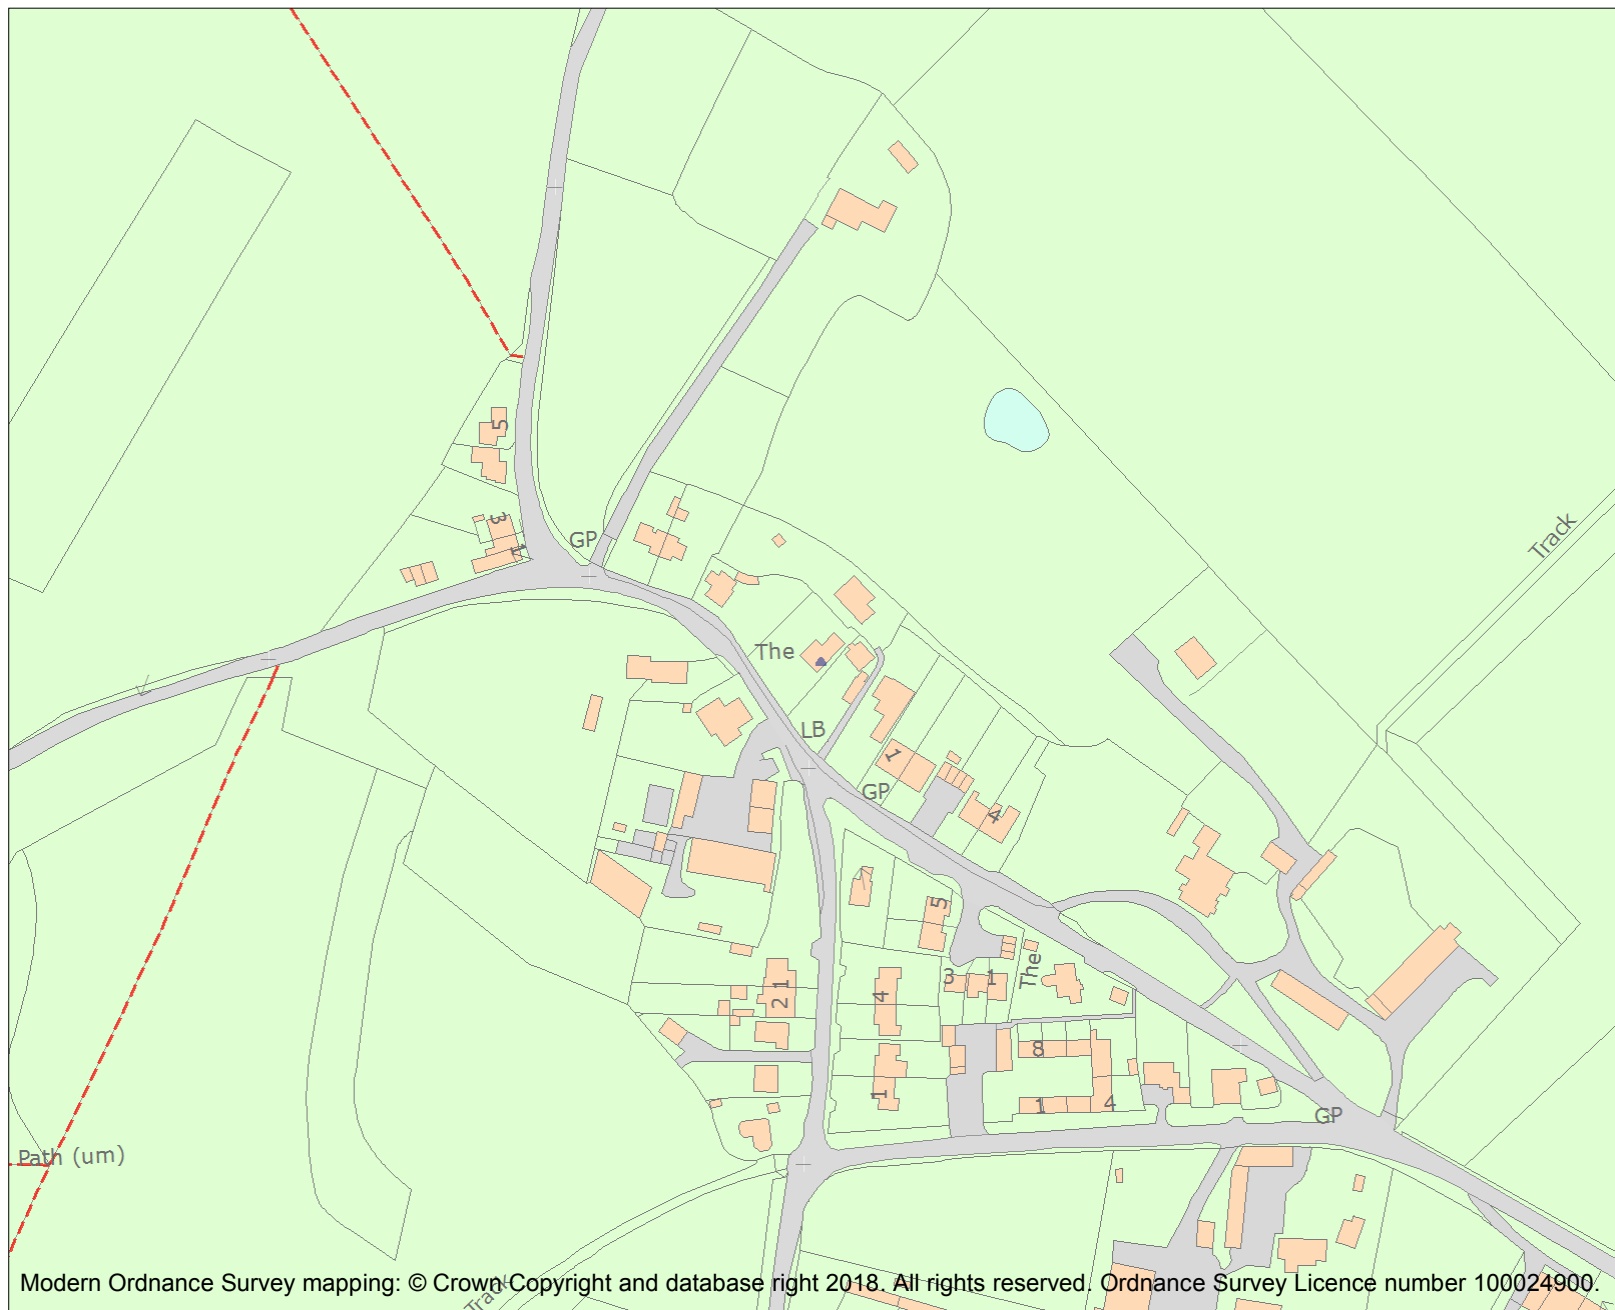 5
3
1
GP
Track
The
LB
1
GP
4
7
5
The
3
1
1
2
4
8
1
1
4
GP
Path (um)
Track
Modern Ordnance Survey mapping: © Crown Copyright and database right 2018. All rights reserved. Ordnance Survey Licence number 100024900.